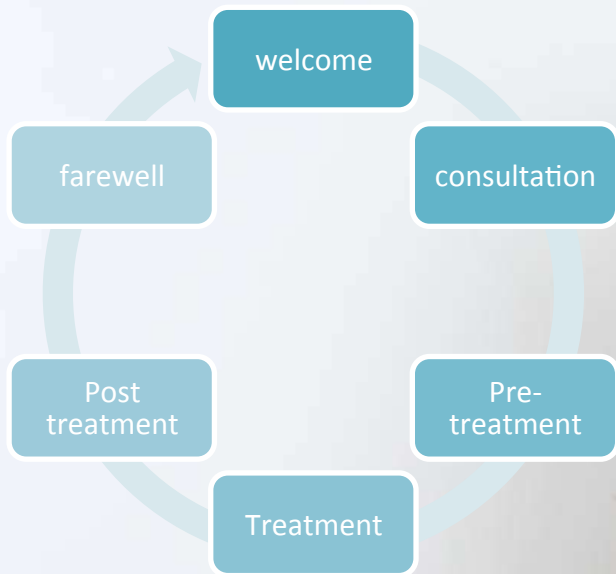 welcome
consultation
Pre-
treatment
Treatment
Post
treatment
farewell